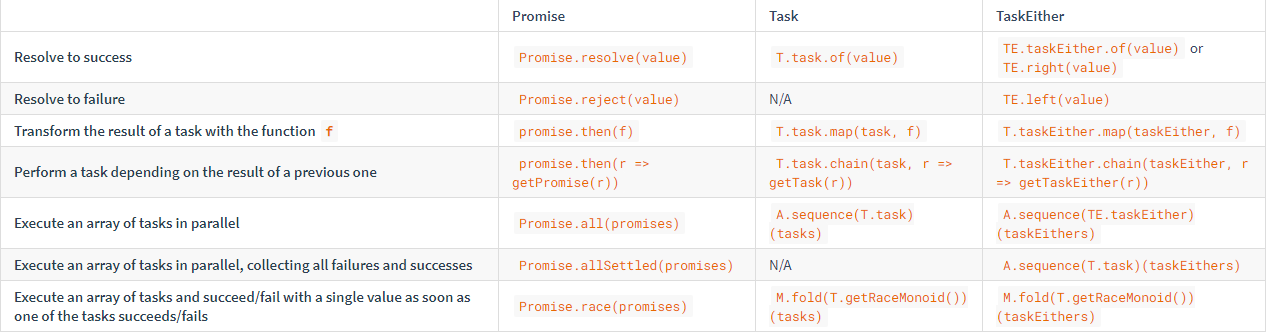 Promise Task TaskEither
Resolve to success Promise.resolve(value) T.task.of(value) TE.taskEither.of(value) or
TE.right(value)
Resolve to failure Promise.reject(value) N/A TE.left(value)
Transform the result of a task with the function f promise.then(f) T.task.map(task, f) T.taskEither.map(taskEither, f)
Perform a task depending on the result of a previous one promise.then(r => T.task.chain(task, r => T.taskEither.chain(taskEither, r
getPromise(r)) getTask(r)) => getTaskEither(r))
Execute an array of tasks in parallel Promise.all(promises) A.sequence(T.task) A.sequence(TE.taskEither)
(tasks) (taskEithers)
Execute an array of tasks in parallel, collecting all failures and successes Promise.allSettled(promises) N/A A.sequence(T.task)(taskEithers)
Execute an array of tasks and succeed/fail with a single value as soon as M.fold(T.getRaceMonoid()) M.fold(T.getRaceMonoid())
one of the tasks succeeds/fails Promise.race(promises) (tasks) (taskEithers)